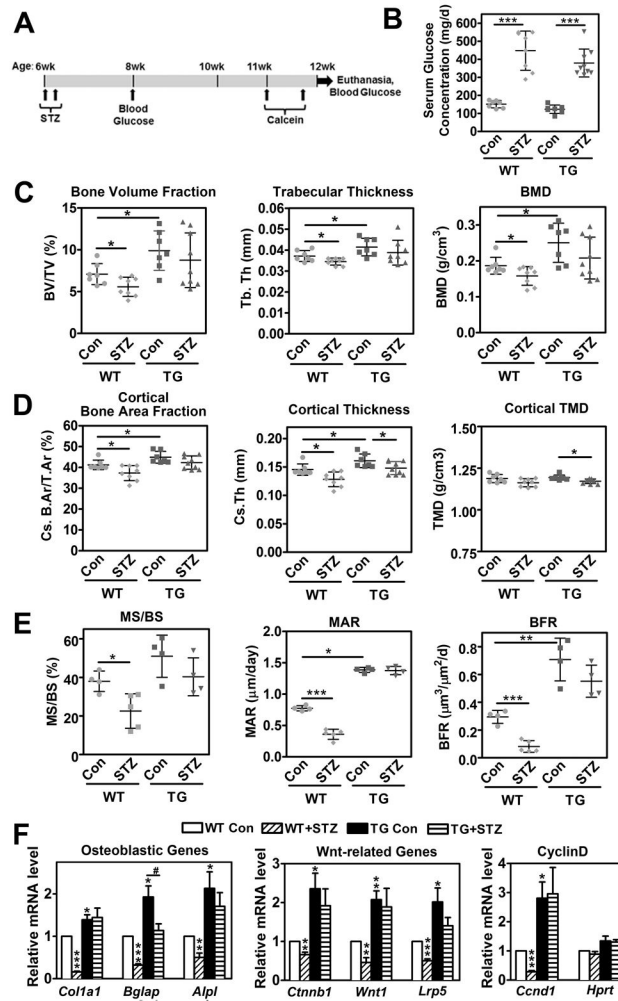 A
Age: 6wk 8wk 10wk 11wk 12wk
STZ
Blood
Glucose
Calcein
Euthanasia,
Blood Glucose
B
Serum Glucose
Concentration (mg/d)
600
500
400
300
200
100
0
*** ***
Con STZ Con STZ
WT TG
C
Bone Volume Fraction
BV/TV (%)
15
10
5
0
* *
Con STZ Con STZ
WT TG
Trabecular Thickness
Tb. Th (mm)
0.06
0.05
0.04
0.03
0.02
0.01
0.00
* *
Con STZ Con STZ
WT TG
BMD
BMD (g/cm3)
0.3
0.2
0.1
0.0
* *
Con STZ Con STZ
WT TG
D
Cortical
Bone Area Fraction
Cs. B.Ar/T.Ar (%)
60
50
40
30
20
10
0
* *
Con STZ Con STZ
WT TG
Cortical Thickness
Cs.Th (mm)
0.20
0.15
0.10
0.05
0.00
* * *
Con STZ Con STZ
WT TG
Cortical TMD
TMD (g/cm3)
1.50
1.25
1.00
0.75
*
Con STZ Con STZ
WT TG
E
MS/BS
MS/BS (%)
60
40
20
0
*
Con STZ Con STZ
WT TG
MAR
MAR (μm/day)
1.5
1.0
0.5
0.0
* ***
Con STZ Con STZ
WT TG
BFR
BFR (μm³/μm²/d)
0.8
0.6
0.4
0.2
0.0
** ***
Con STZ Con STZ
WT TG
F
WT Con WT+STZ TG Con TG+STZ
Osteoblastic Genes
Relative mRNA level
2
1
0
* *** * # *** * *
Col1a1 Bglap Alpl
Wnt-related Genes
Relative mRNA level
3
2
1
0
*** * ** ** *** *
Ctnnb1 Wnt1 Lrp5
CyclinD
Relative mRNA level
4
3
2
1
0
*** *
Ccnd1 Hprt